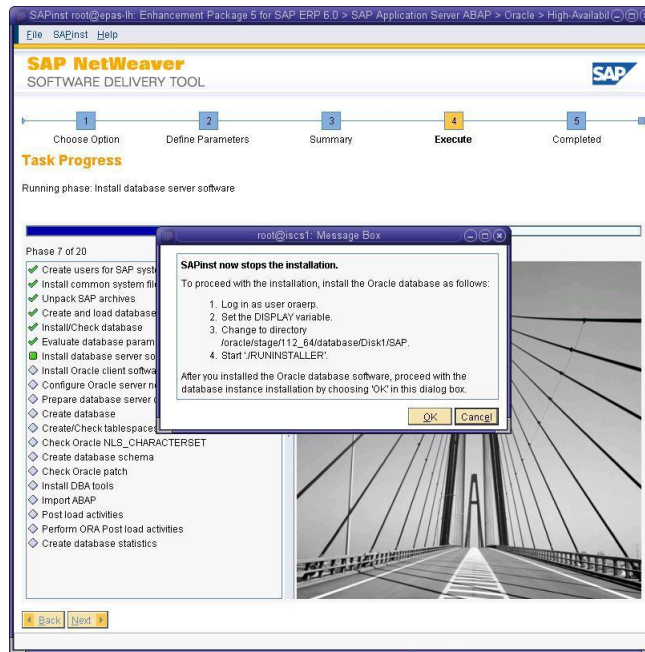 SAPinst root@epas-lh: Enhancement Package 5 for SAP ERP 6.0 > SAP Application Server ABAP > Oracle > High-Availabil
File SAPinst Help
SAP NetWeaver
SOFTWARE DELIVERY TOOL
SAP
1 2 3 4 5
Choose Option Define Parameters Summary Execute Completed
Task Progress
Running phase: Install database server software
root@iscs1: Message Box
Phase 7 of 20
SAPinst now stops the installation.
To proceed with the installation, install the Oracle database as follows:
1. Log in as user oraerp.
2. Set the DISPLAY variable.
3. Change to directory
/oracle/stage/112_64/database/Disk1/SAP.
4. Start './RUNINSTALLER'.
After you installed the Oracle database software, proceed with the
database instance installation by choosing 'OK' in this dialog box.
OK Cancel
Create users for SAP syst
Install common system fil
Unpack SAP archives
Create and load database
Install/Check database
Evaluate database param
Install database server so
Install Oracle client softwa
Configure Oracle server n
Prepare database server
Create database
Create/Check tablespaces
Check Oracle NLS_CHARACTERSET
Create database schema
Check Oracle patch
Install DBA tools
Import ABAP
Post load activities
Perform ORA Post load activities
Create database statistics
Back Next